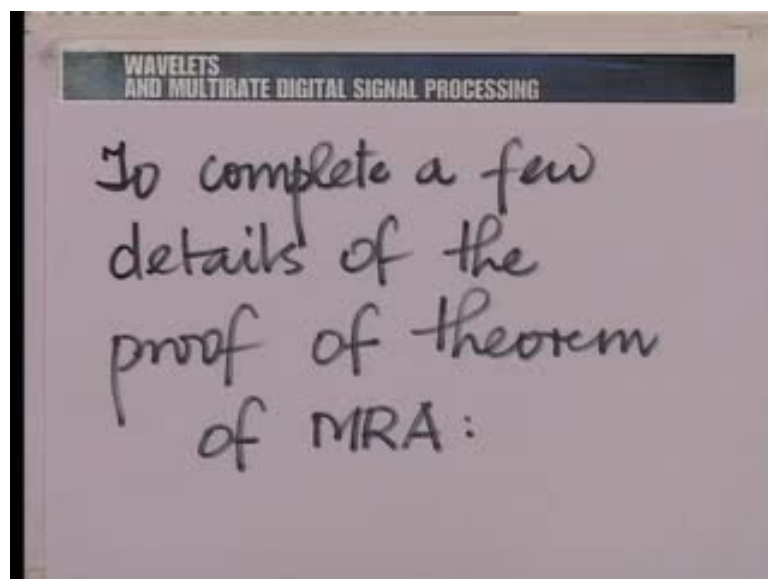 WAVELETS
AND MULTIRATE DIGITAL SIGNAL PROCESSING
To complete a few
details of the
proof of theorem
of MRA: